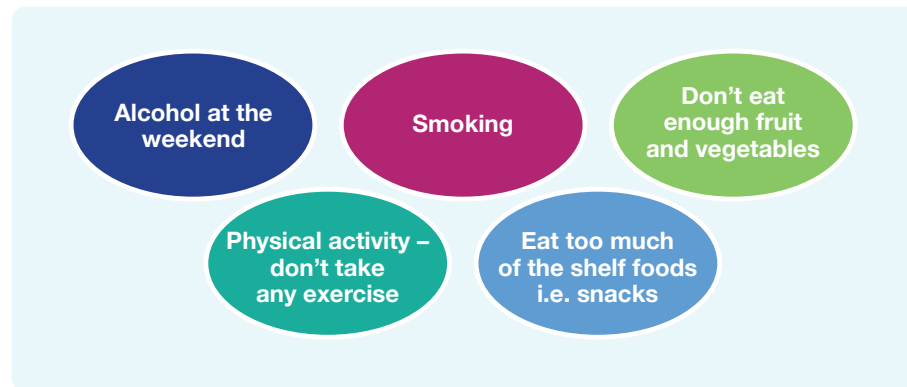 Alcohol at the
weekend
Smoking
Don’t eat
enough fruit
and vegetables
Physical activity –
don’t take
any exercise
Eat too much
of the shelf foods
i.e. snacks